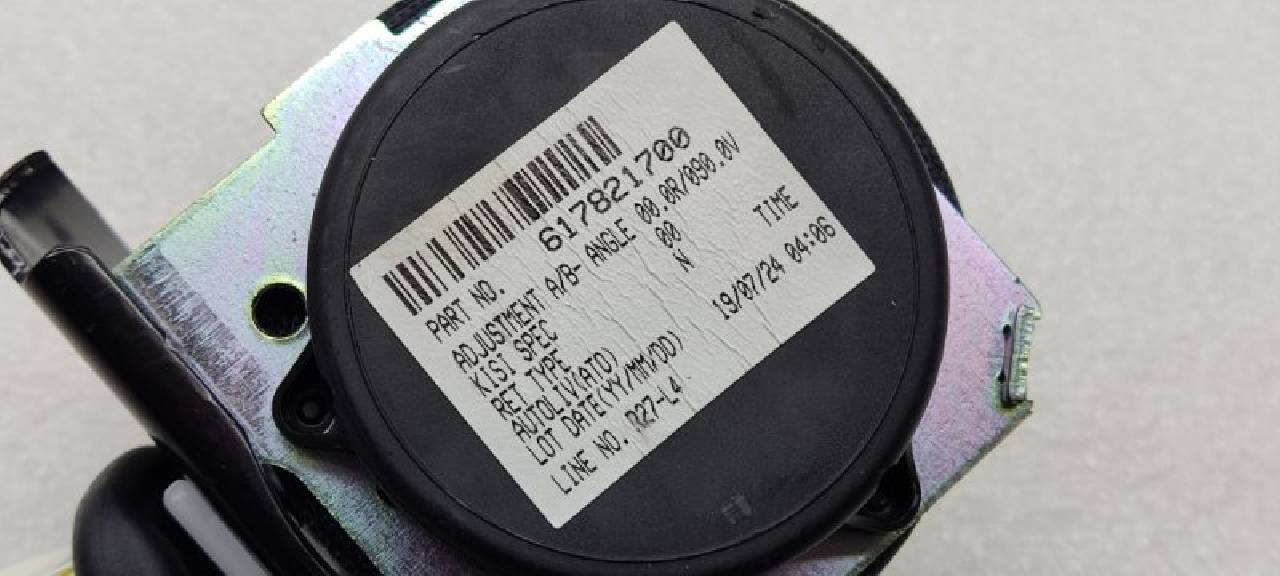 617821700
PART NO.
ADJUSTMENT A/B- ANGLE 00.0R/090.0V
KISI SPEC 00
RET TYPE N
AUTOLIV(ATD) TIME
LOT DATE(YY/MM/DD) 19/07/24 04:06
LINE NO. R27-L4